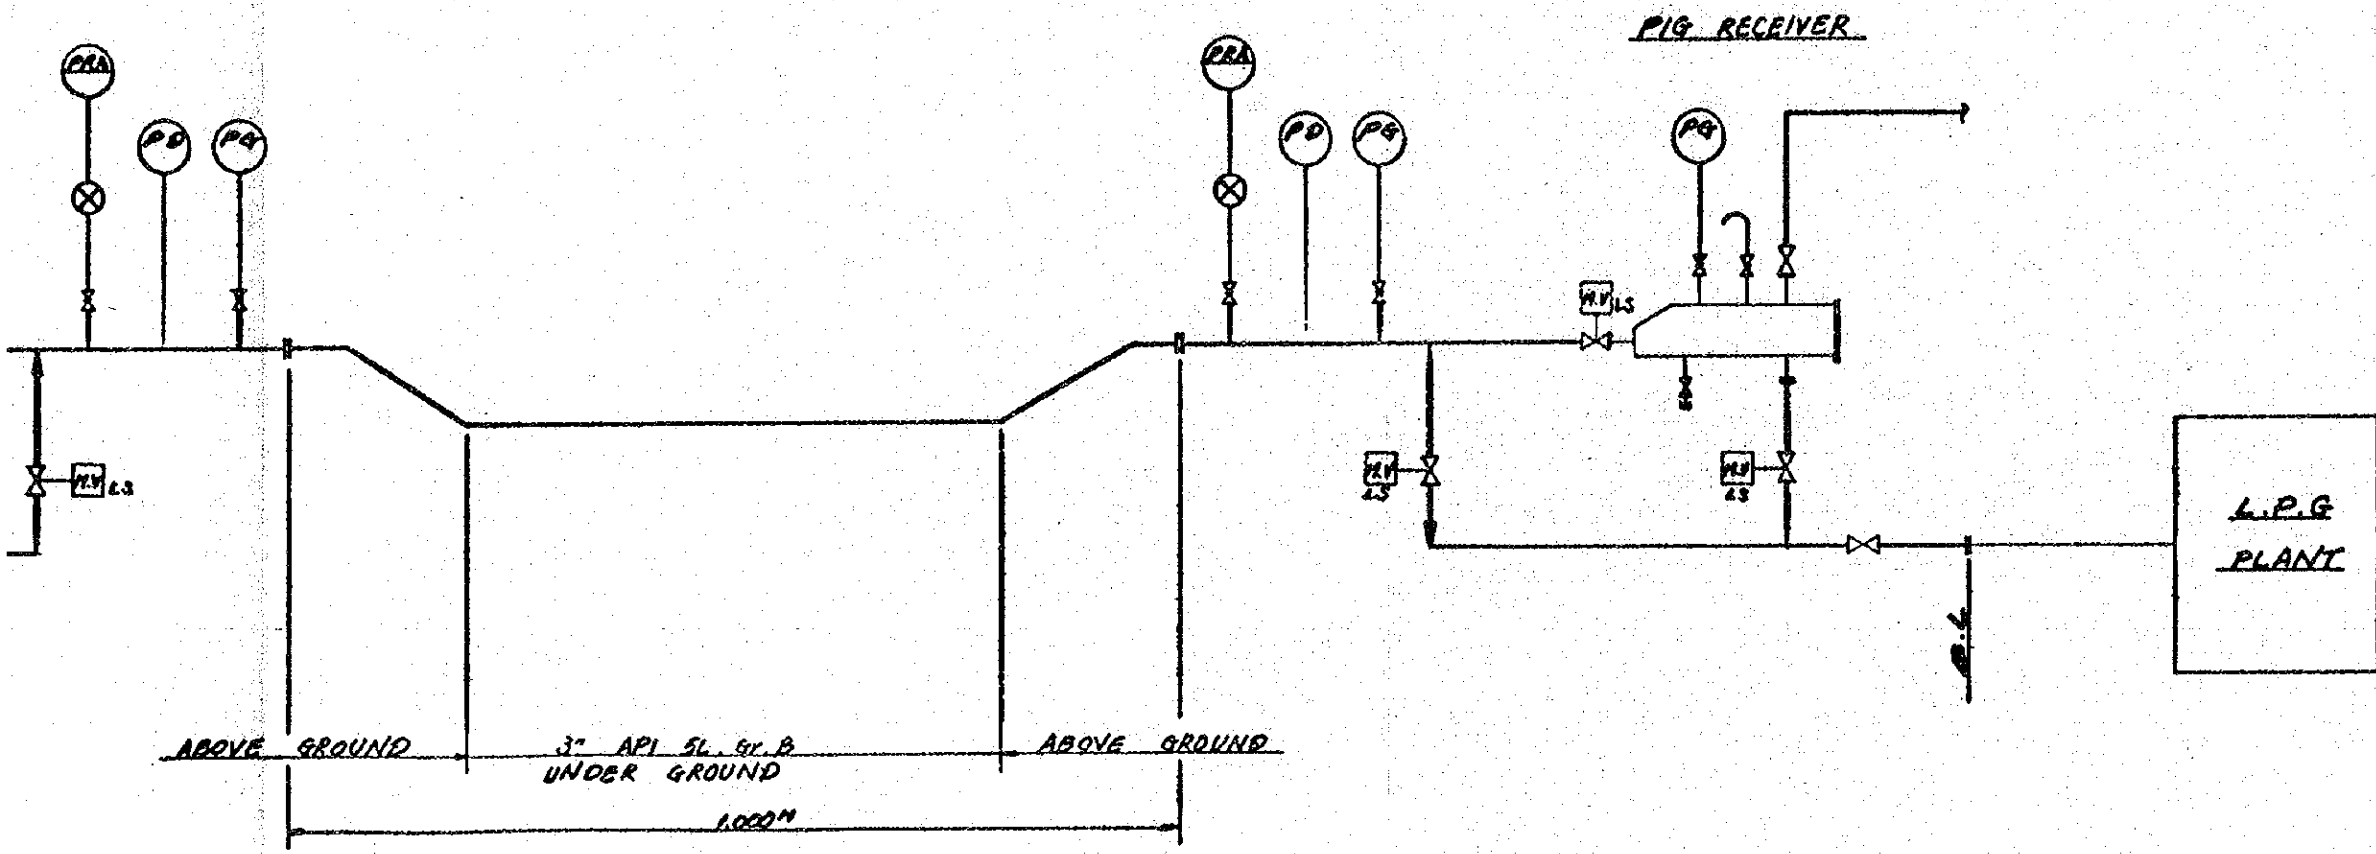 PIG RECEIVER
PRA
PD
PG
PRA
PD
PG
PG
M.V LS
M.V LS
M.V
LS
M.V
LS
L.P.G
PLANT
B.L
ABOVE GROUND
3" API 5L. Gr. B
UNDER GROUND
ABOVE GROUND
1.000M